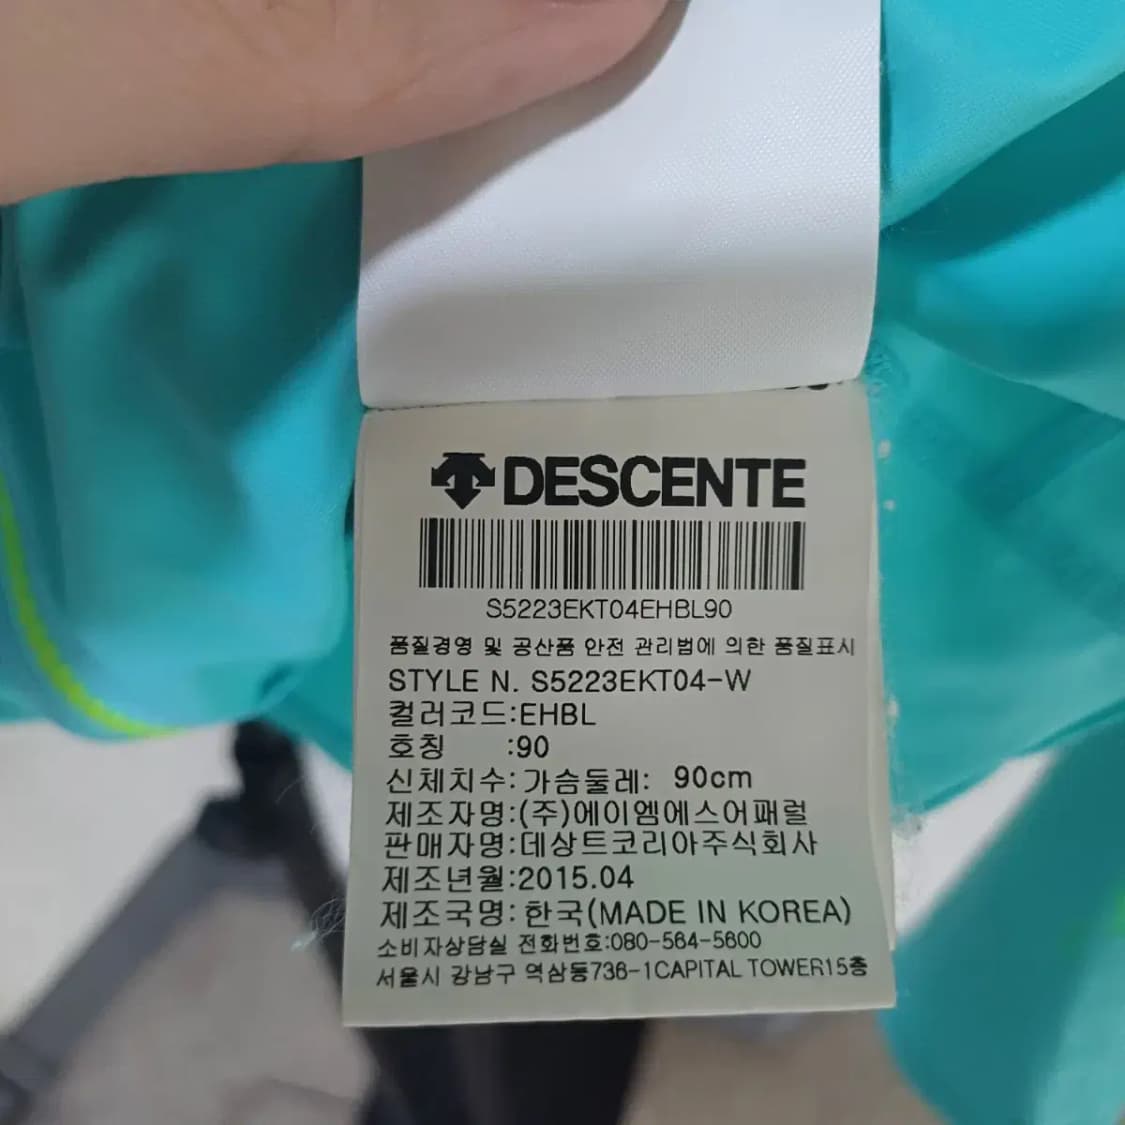 DESCENTE
S5223EKT04EHBL90
품질경영 및 공산품 안전 관리법에 의한 품질표시
STYLE N. S5223EKT04-W
컬러코드:EHBL
호칭 :90
신체치수: 가슴둘레: 90cm
제조자명:(주)에이엠에스어패럴
판매자명:데상트코리아주식회사
제조년월:2015.04
제조국명: 한국(MADE IN KOREA)
소비자상담실 전화번호:080-564-5600
서울시 강남구 역삼동736-1CAPITAL TOWER15층